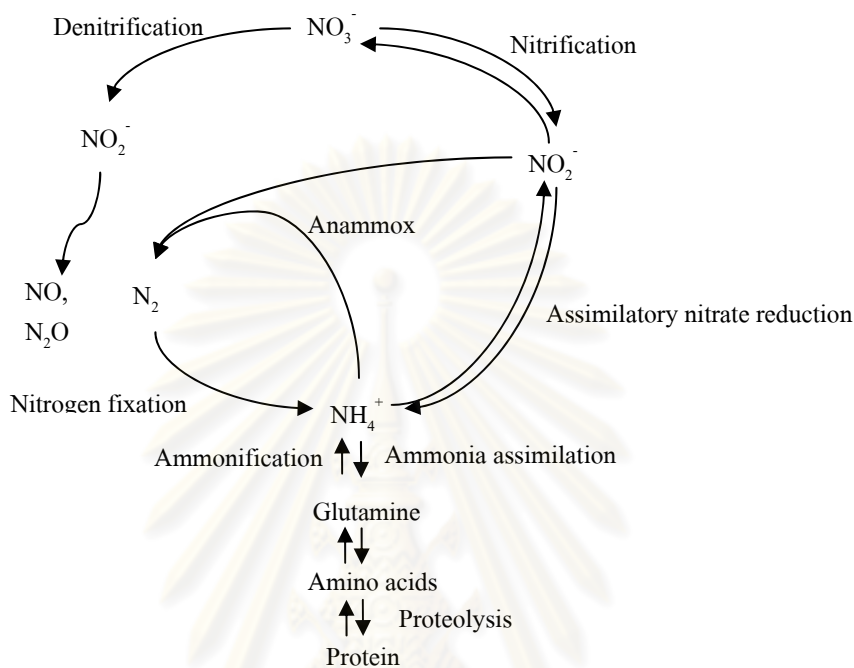 Denitrification
NO₃⁻
Nitrification
NO₂⁻
NO₂⁻
Anammox
NO,
N₂O
N₂
Assimilatory nitrate reduction
Nitrogen fixation
NH₄⁺
Ammonification
Ammonia assimilation
Glutamine
Amino acids
Proteolysis
Protein